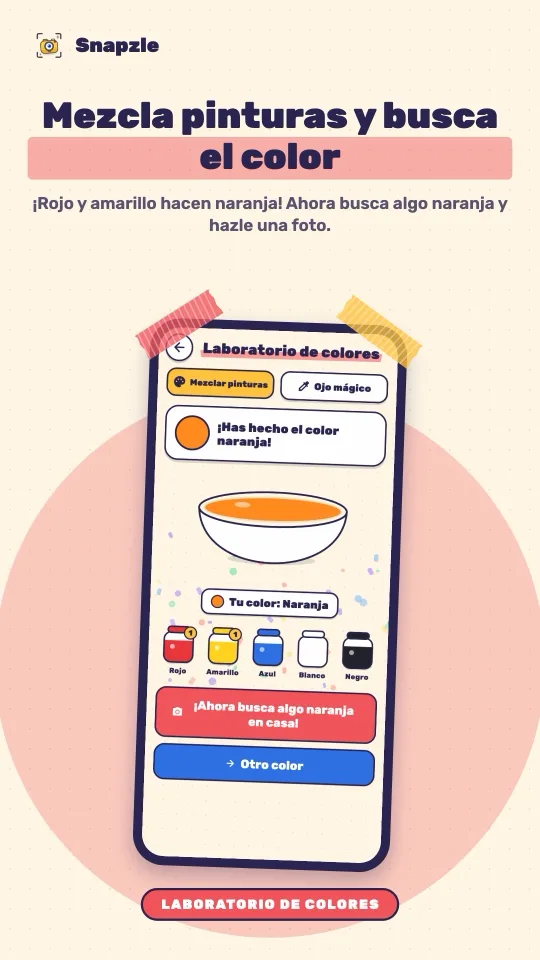 Snapzle
Mezcla pinturas y busca
el color
¡Rojo y amarillo hacen naranja! Ahora busca algo naranja y
hazle una foto.
Laboratorio de colores
Mezclar pinturas
Ojo mágico
¡Has hecho el color
naranja!
Tu color: Naranja
1
1
Rojo
Amarillo
Azul
Blanco
Negro
¡Ahora busca algo naranja
en casa!
Otro color
LABORATORIO DE COLORES